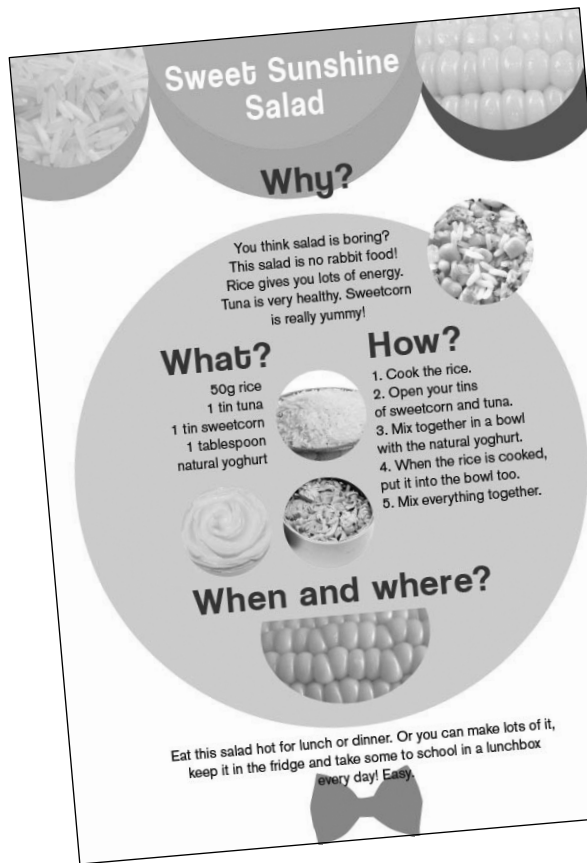 Sweet Sunshine
Salad
Why?
You think salad is boring?
This salad is no rabbit food!
Rice gives you lots of energy.
Tuna is very healthy. Sweetcorn
is really yummy!
What?
50g rice
1 tin tuna
1 tin sweetcorn
1 tablespoon
natural yoghurt
How?
1. Cook the rice.
2. Open your tins
of sweetcorn and tuna.
3. Mix together in a bowl
with the natural yoghurt.
4. When the rice is cooked,
put it into the bowl too.
5. Mix everything together.
When and where?
Eat this salad hot for lunch or dinner. Or you can make lots of it,
keep it in the fridge and take some to school in a lunchbox
every day! Easy.